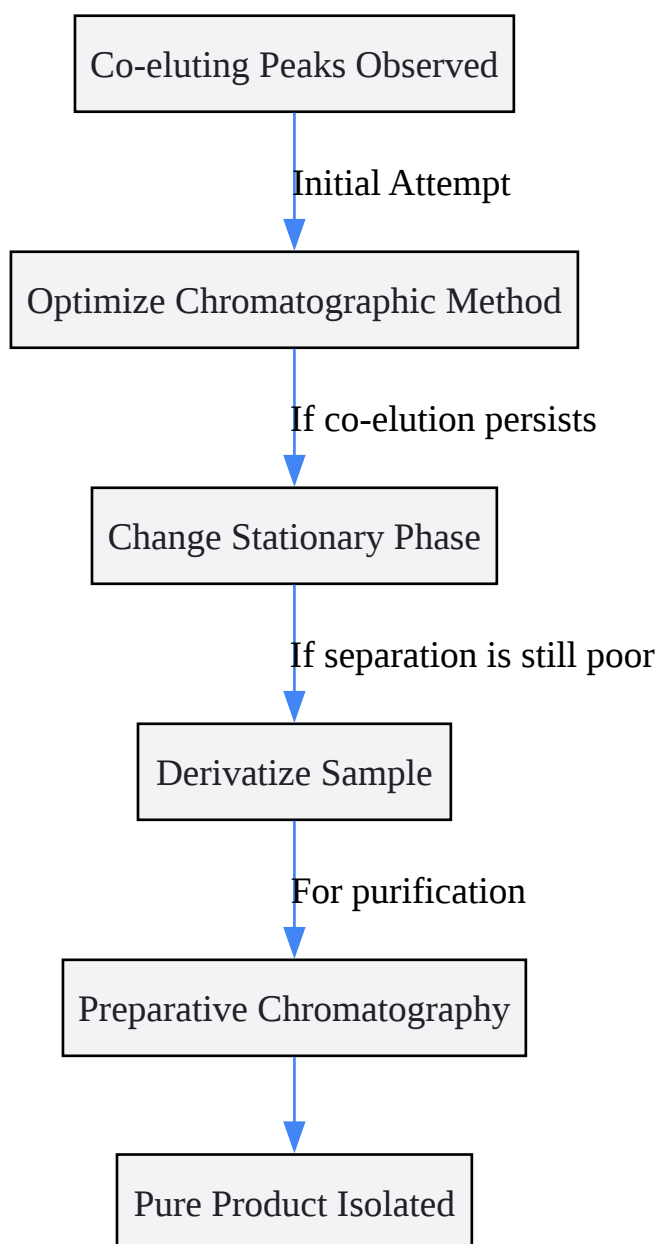 Co-eluting Peaks Observed
Initial Attempt
Optimize Chromatographic Method
If co-elution persists
Change Stationary Phase
If separation is still poor
Derivatize Sample
For purification
Preparative Chromatography
Pure Product Isolated